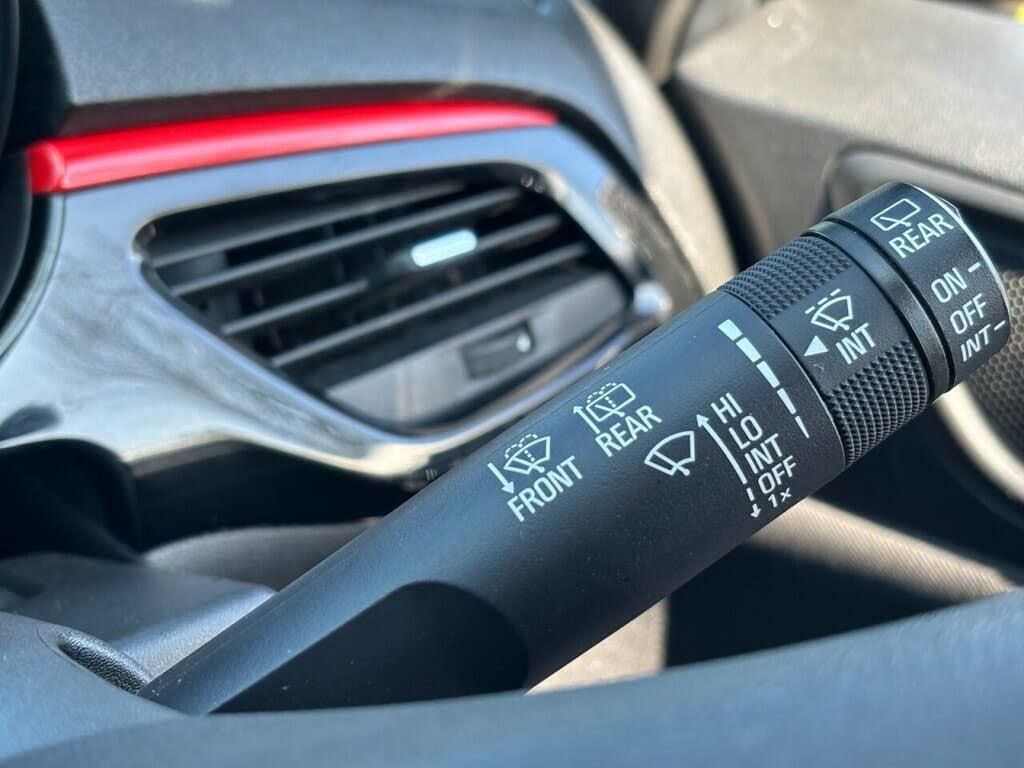 FRONT
REAR
HI
LO
INT
OFF
1x
INT
REAR
ON
OFF
INT